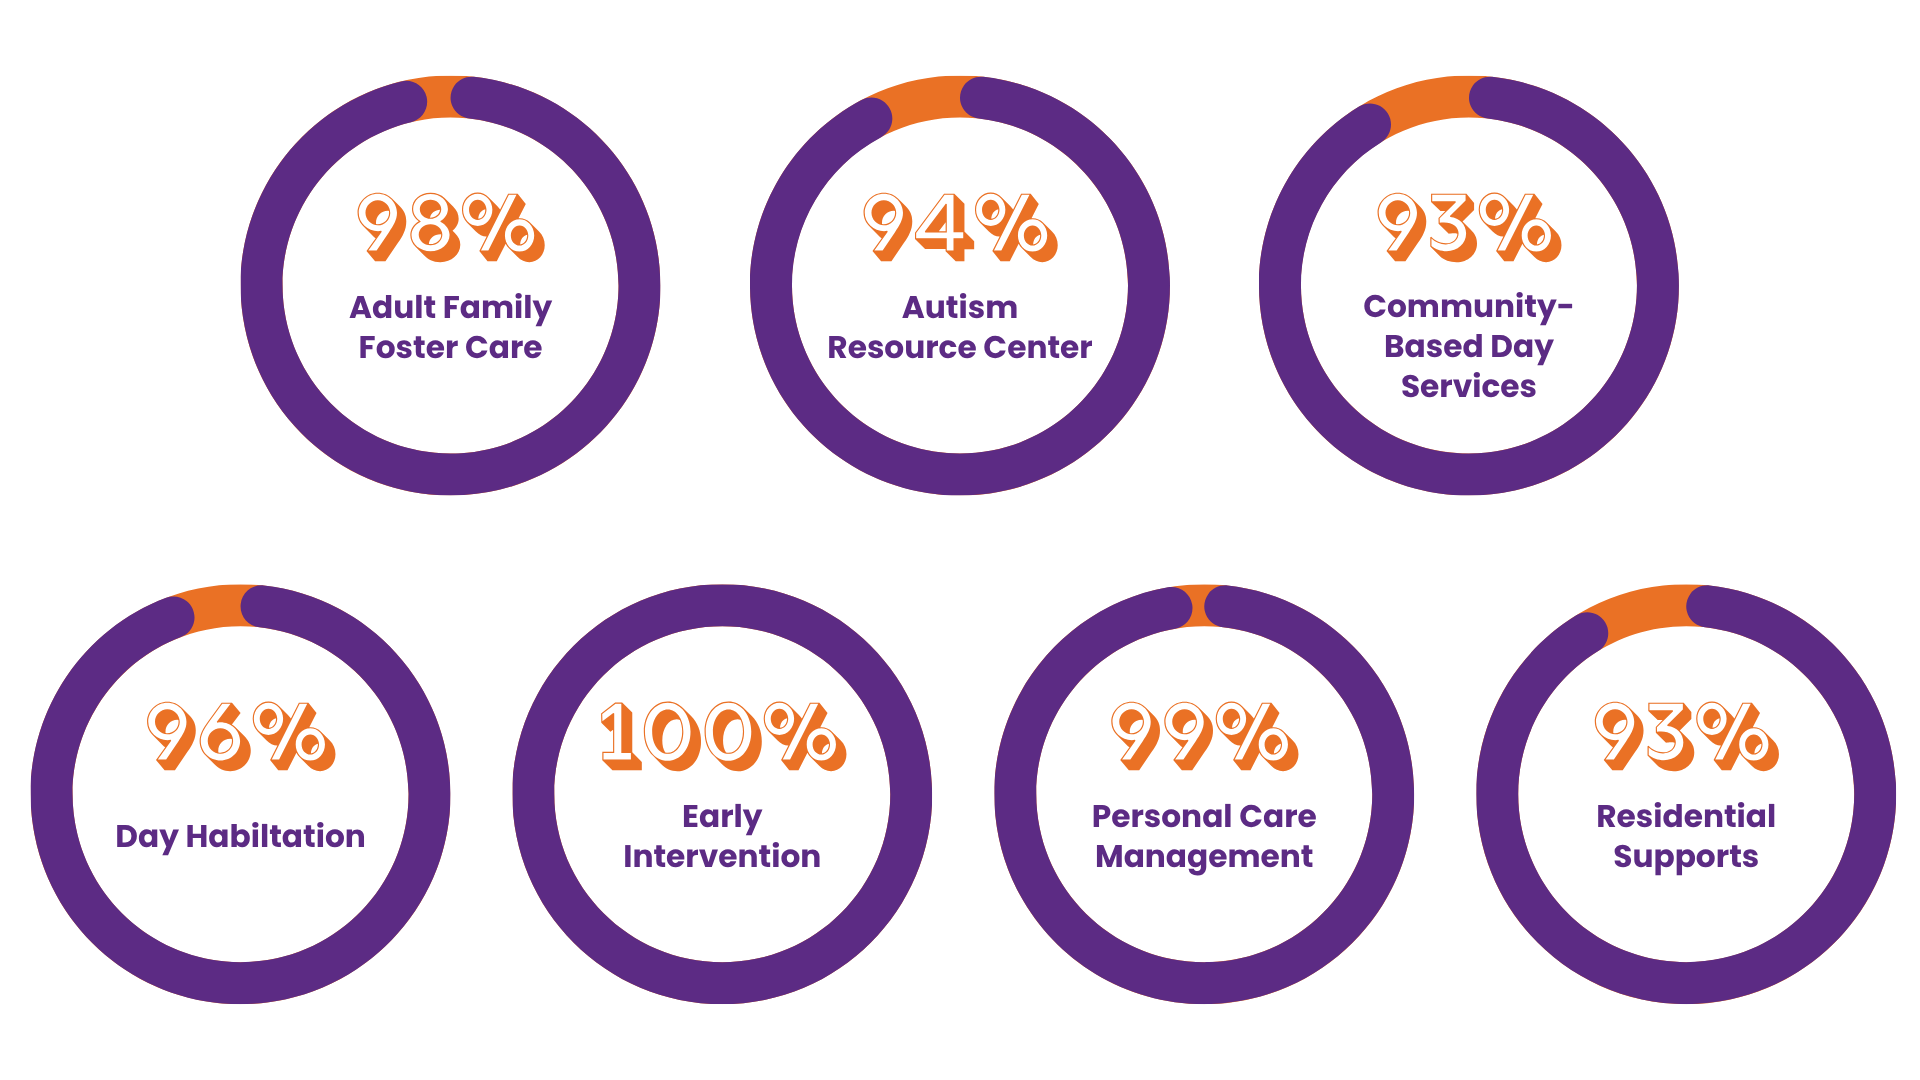 98%
Adult Family
Foster Care
94%
Autism
Resource Center
93%
Community-
Based Day
Services
96%
Day Habiltation
100%
Early
Intervention
99%
Personal Care
Management
93%
Residential
Supports